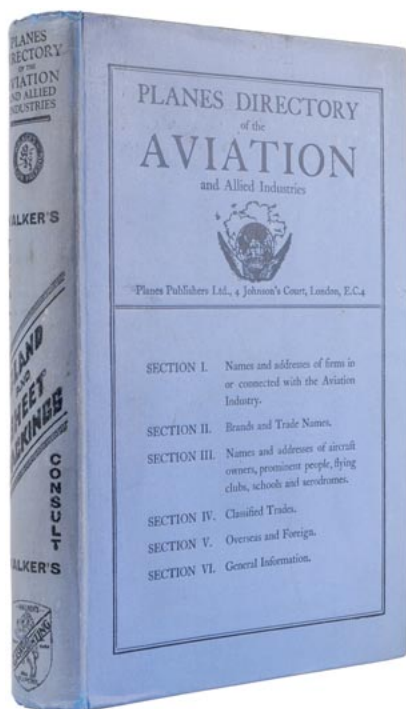 PLANES
DIRECTORY
OF THE
AVIATION
AND ALLIED
INDUSTRIES
WALKER'S
GLAND
AND
SHEET
PACKINGS
CONSULT
WALKER'S
PLANES DIRECTORY
of the
AVIATION
and Allied Industries
Planes Publishers Ltd., 4 Johnson's Court, London, E.C.4
SECTION I. Names and addresses of firms in
or connected with the Aviation
Industry.
SECTION II. Brands and Trade Names.
SECTION III. Names and addresses of aircraft
owners, prominent people, flying
clubs, schools and aerodromes.
SECTION IV. Classified Trades.
SECTION V. Overseas and Foreign.
SECTION VI. General Information.